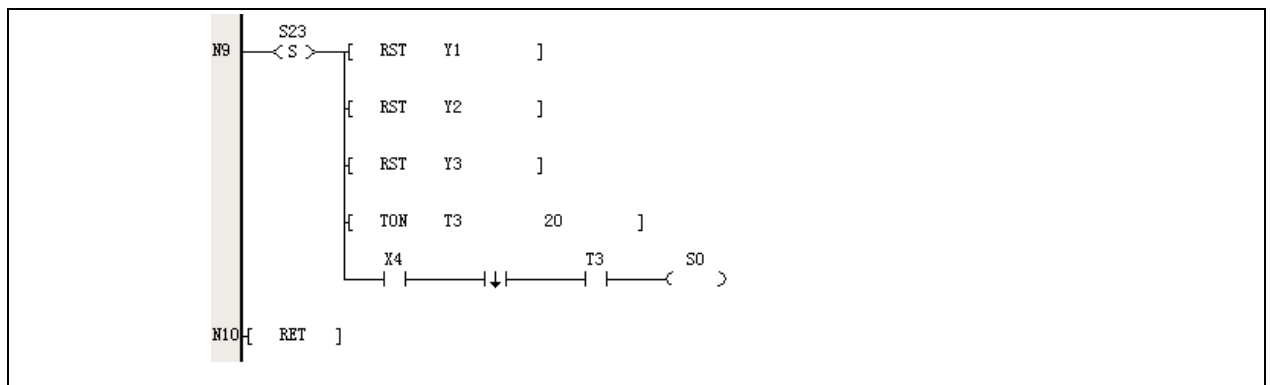 S23
N9 < S > [ RST Y1 ]
[ RST Y2 ]
[ RST Y3 ]
[ TON T3 20 ]
X4 T3 S0
N10 [ RET ]